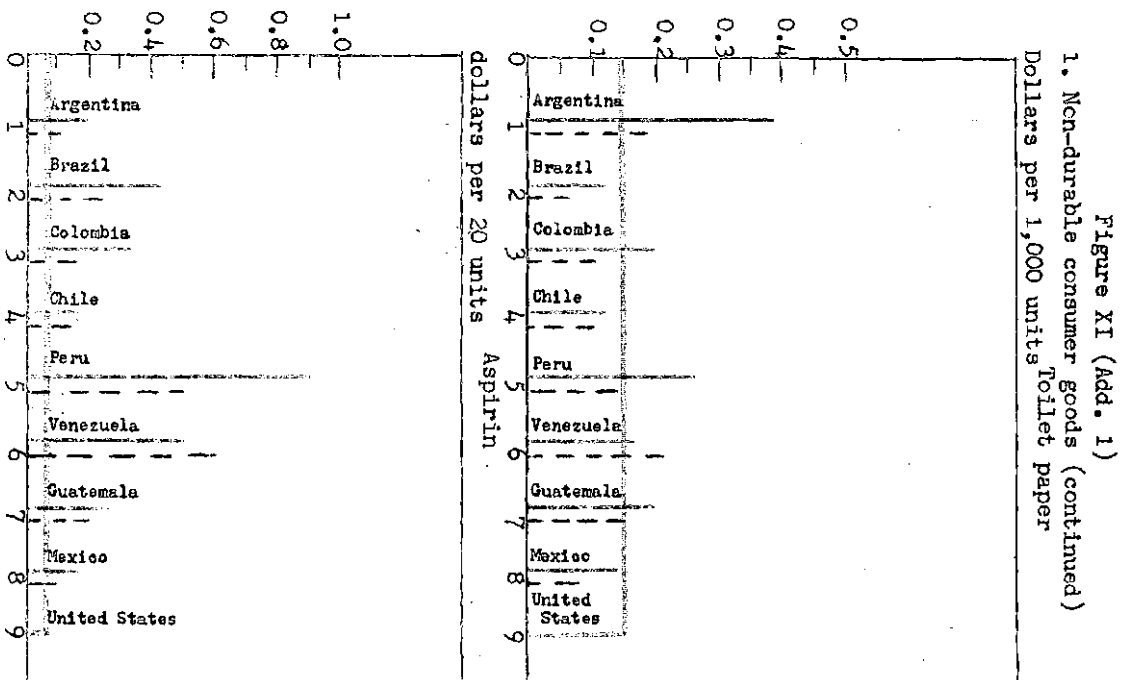 Figure XI (Add. 1)
1. Non-durable consumer goods (continued)
Dollars per 1,000 units Toilet paper
0.5
0.4
0.3
0.2
0.1
0
Argentina
1
Brazil
2
Colombia
3
Chile
4
Peru
5
Venezuela
6
Guatemala
7
Mexico
8
United
States
9
dollars per 20 units Aspirin
1.0
0.8
0.6
0.4
0.2
0
Argentina
1
Brazil
2
Colombia
3
Chile
4
Peru
5
Venezuela
6
Guatemala
7
Mexico
8
United States
9